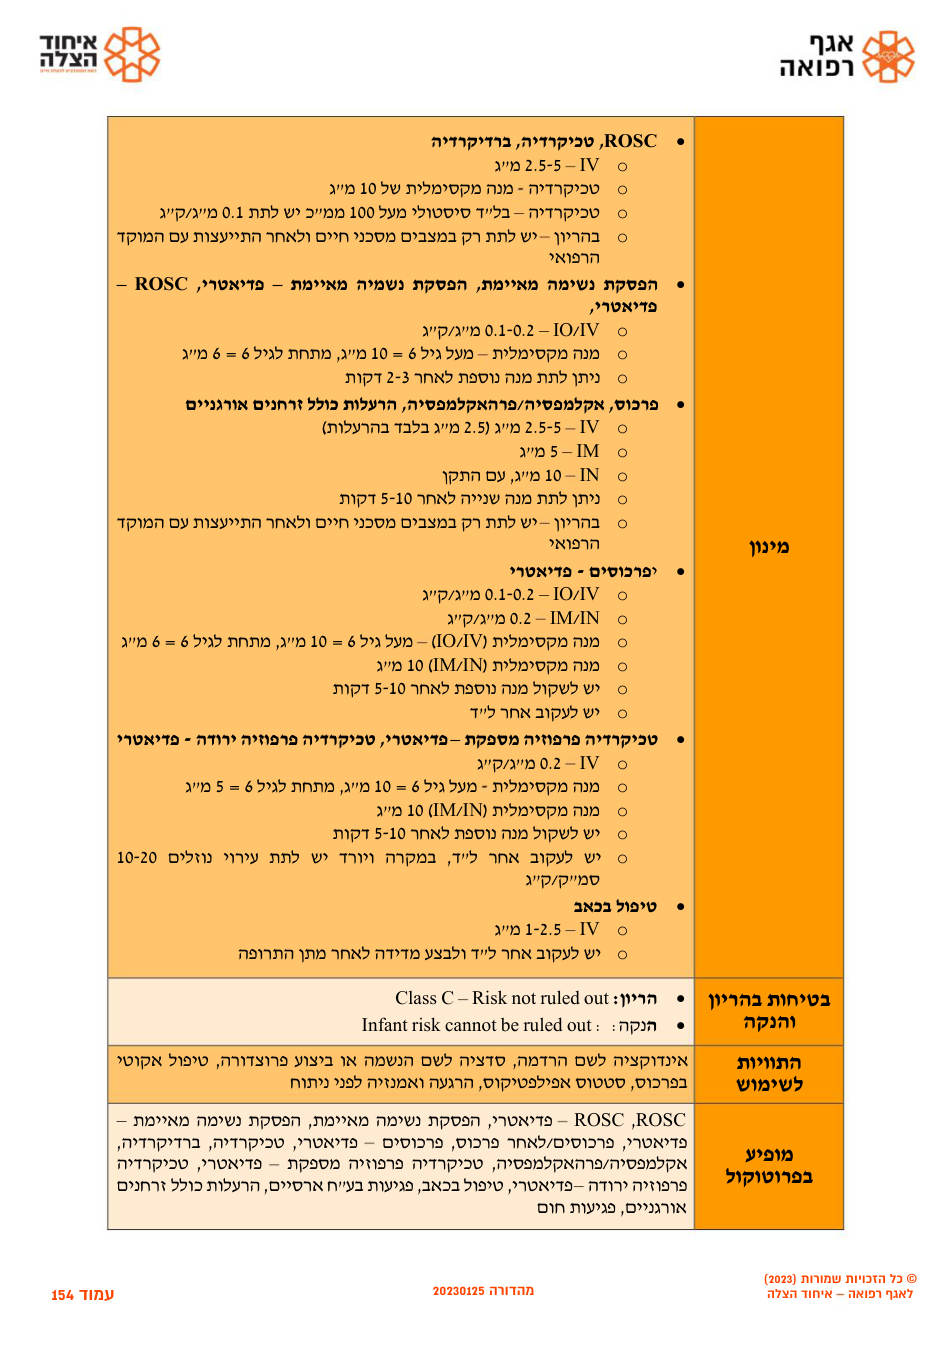 איחוד
הצלה
אגף
רפואה
מינון
• ROSC, טכיקרדיה, ברדיקרדיה
o IV – 2.5-5 מ״ג
o טכיקרדיה - מנה מקסימלית של 10 מ״ג
o טכיקרדיה – בל״ד סיסטולי מעל 100 ממ״כ יש לתת 0.1 מ״ג/ק״ג
o בהריון –יש לתת רק במצבים מסכני חיים ולאחר התייעצות עם המוקד
הרפואי
• הפסקת נשימה מאיימת, הפסקת נשמיה מאיימת – פדיאטרי, ROSC –
פדיאטרי,
o IO/IV – 0.1-0.2 מ״ג/ק״ג
o מנה מקסימלית – מעל גיל 6 = 10 מ״ג, מתחת לגיל 6 = 6 מ״ג
o ניתן לתת מנה נוספת לאחר 2-3 דקות
• פרכוס, אקלמפסיה/פרהאקלמפסיה, הרעלות כולל זרחנים אורגניים
o IV – 2.5-5 מ״ג (2.5 מ״ג בלבד בהרעלות)
o IM – 5 מ״ג
o IN – 10 מ״ג, עם התקן
o ניתן לתת מנה שנייה לאחר 5-10 דקות
o בהריון –יש לתת רק במצבים מסכני חיים ולאחר התייעצות עם המוקד
הרפואי
• יפרכוסים - פדיאטרי
o IO/IV – 0.1-0.2 מ״ג/ק״ג
o IM/IN – 0.2 מ״ג/ק״ג
o מנה מקסימלית (IO/IV) – מעל גיל 6 = 10 מ״ג, מתחת לגיל 6 = 6 מ״ג
o מנה מקסימלית (IM/IN) 10 מ״ג
o יש לשקול מנה נוספת לאחר 5-10 דקות
o יש לעקוב אחר ל״ד
• טכיקרדיה פרפוזיה מספקת –פדיאטרי, טכיקרדיה פרפוזיה ירודה - פדיאטרי
o IV – 0.2 מ״ג/ק״ג
o מנה מקסימלית - מעל גיל 6 = 10 מ״ג, מתחת לגיל 6 = 5 מ״ג
o מנה מקסימלית (IM/IN) 10 מ״ג
o יש לשקול מנה נוספת לאחר 5-10 דקות
o יש לעקוב אחר ל״ד, במקרה ויורד יש לתת עירוי נוזלים 10-20
סמ״ק/ק״ג
• טיפול בכאב
o IV – 1-2.5 מ״ג
o יש לעקוב אחר ל״ד ולבצע מדידה לאחר מתן התרופה
בטיחות בהריון
והנקה
• הריון: Class C – Risk not ruled out
• הנקה: : Infant risk cannot be ruled out
התוויות
לשימוש
אינדוקציה לשם הרדמה, סדציה לשם הנשמה או ביצוע פרוצדורה, טיפול אקוטי
בפרכוס, סטטוס אפילפטיקוס, הרגעה ואמנזיה לפני ניתוח
מופיע
בפרוטוקול
ROSC, ROSC – פדיאטרי, הפסקת נשימה מאיימת, הפסקת נשימה מאיימת –
פדיאטרי, פרכוסים/לאחר פרכוס, פרכוסים – פדיאטרי, טכיקרדיה, ברדיקרדיה,
אקלמפסיה/פרהאקלמפסיה, טכיקרדיה פרפוזיה מספקת – פדיאטרי, טכיקרדיה
פרפוזיה ירודה –פדיאטרי, טיפול בכאב, פגיעות בע״ח ארסיים, הרעלות כולל זרחנים
אורגניים, פגיעות חום
© כל הזכויות שמורות (2023)
לאגף רפואה – איחוד הצלה
מהדורה 20230125
עמוד 154